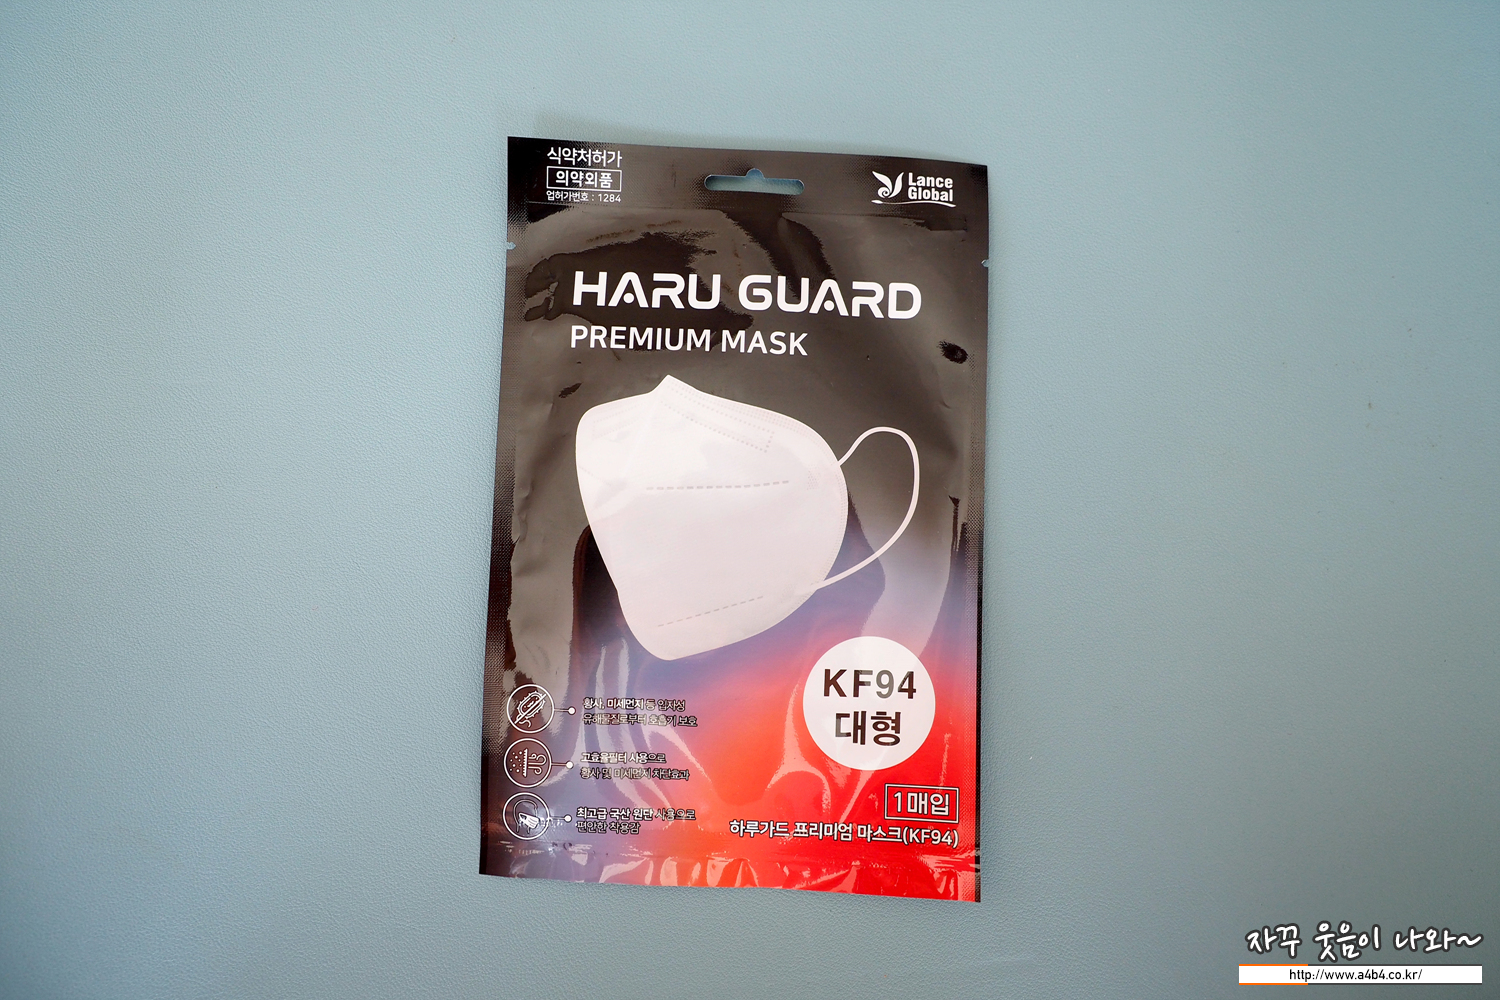 식약처허가
의약외품
업허가번호 : 1284
Lance
Global
HARU GUARD
PREMIUM MASK
KF94
대형
황사, 미세먼지 등 입자성
유해물질로부터 호흡기 보호
고효율필터 사용으로
황사 및 미세먼지 차단효과
최고급 국산 원단 사용으로
편안한 착용감
1매입
하루가드 프리미엄 마스크(KF94)
자꾸 웃음이 나와~
http://www.a4b4.co.kr/